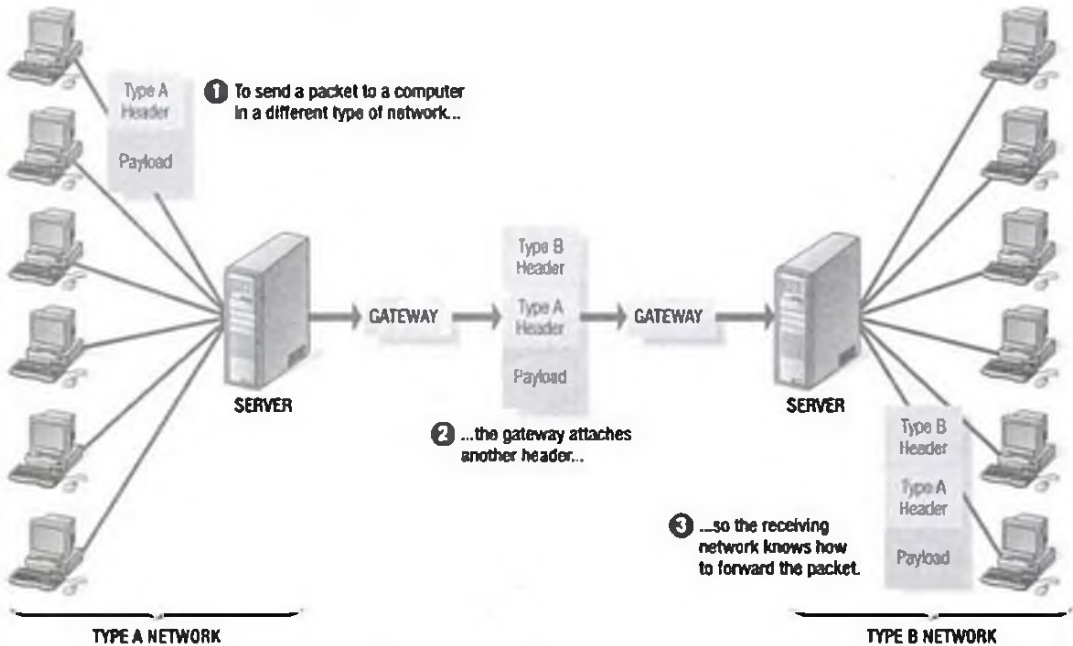 Type A
Header
Payload
1 To send a packet to a computer
in a different type of network...
Type B
Header
Type A
Header
Payload
GATEWAY
GATEWAY
SERVER
SERVER
2 ...the gateway attaches
another header...
Type B
Header
Type A
Header
Payload
3 ...so the receiving
network knows how
to forward the packet.
TYPE A NETWORK
TYPE B NETWORK